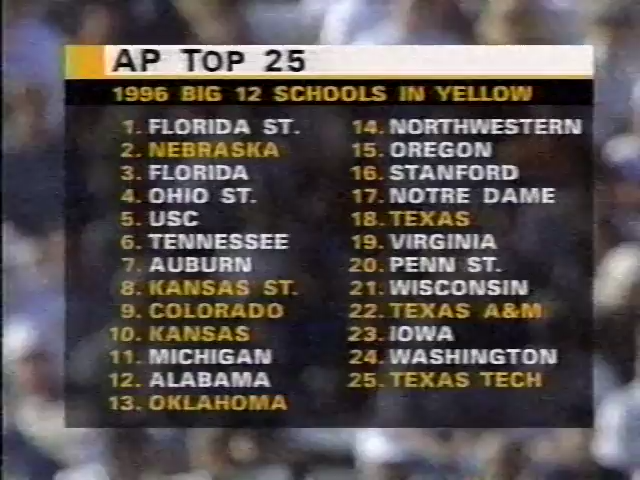 AP TOP 25
1996 BIG 12 SCHOOLS IN YELLOW
1. FLORIDA ST.
2. NEBRASKA
3. FLORIDA
4. OHIO ST.
5. USC
6. TENNESSEE
7. AUBURN
8. KANSAS ST.
9. COLORADO
10. KANSAS
11. MICHIGAN
12. ALABAMA
13. OKLAHOMA
14. NORTHWESTERN
15. OREGON
16. STANFORD
17. NOTRE DAME
18. TEXAS
19. VIRGINIA
20. PENN ST.
21. WISCONSIN
22. TEXAS A&M
23. IOWA
24. WASHINGTON
25. TEXAS TECH